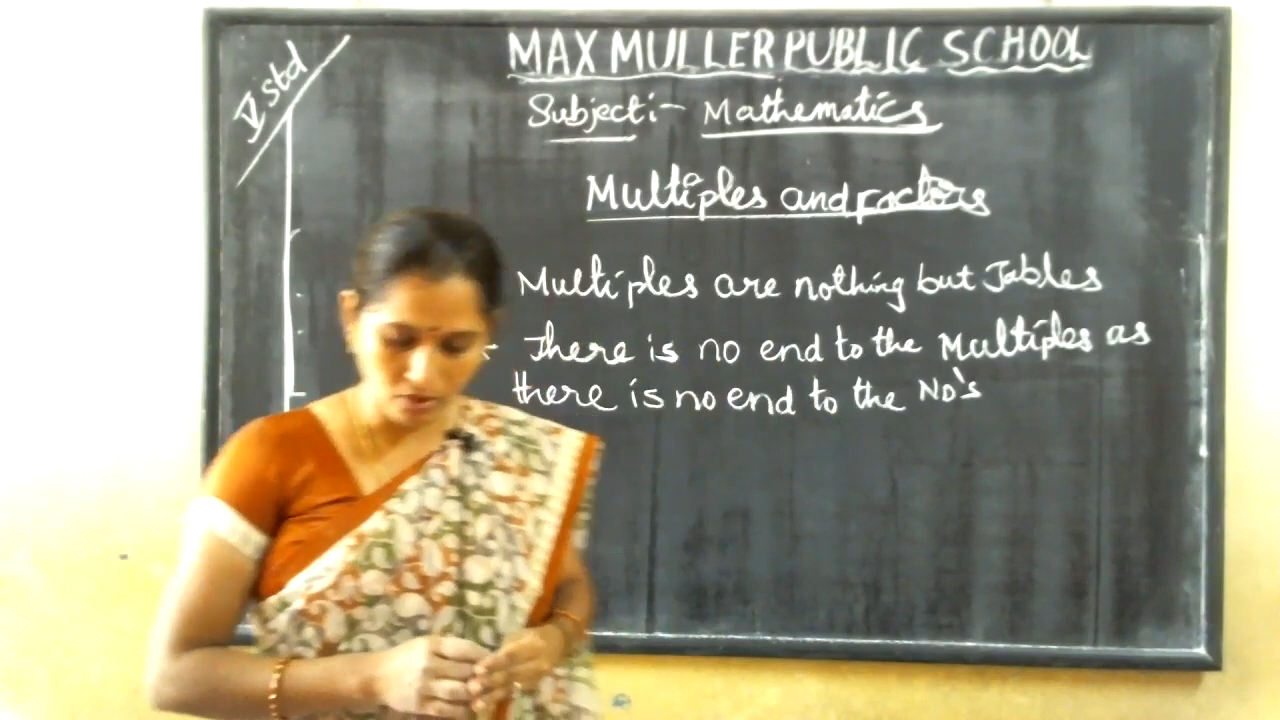 V std
MAX MULLER PUBLIC SCHOOL
Subject:- Mathematics
Multiples and factors
Multiples are nothing but Tables
There is no end to the Multiples as
there is no end to the No's